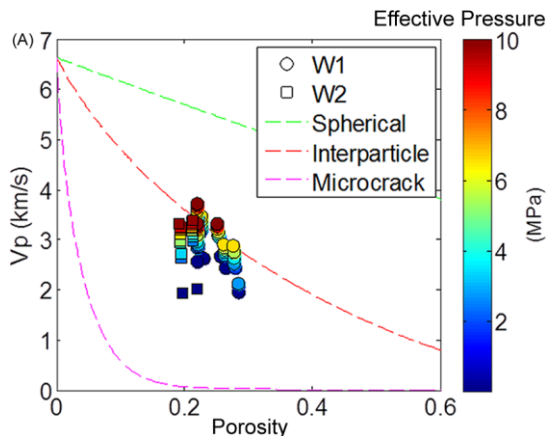 Effective Pressure
(A)
7
6
5
4
3
2
1
0
Vp (km/s)
0
0.2
0.4
0.6
Porosity
W1
W2
Spherical
Interparticle
Microcrack
10
8
6
4
2
(MPa)